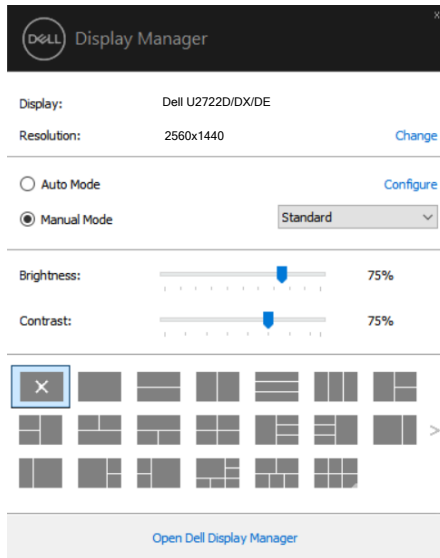 DELL Display Manager
Display: Dell U2722D/DX/DE
Resolution: 2560x1440 Change
Auto Mode Configure
Manual Mode Standard
Brightness: 75%
Contrast: 75%
Open Dell Display Manager